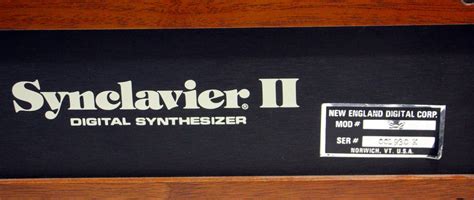 Synclavier® II
DIGITAL SYNTHESIZER
NEW ENGLAND DIGITAL CORP.
MOD #
SER #
NORWICH, VT. U.S.A.